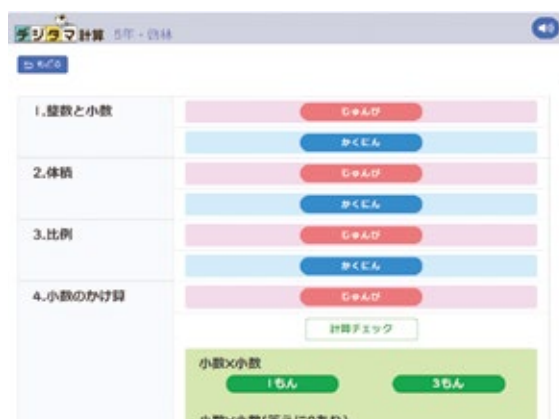 デジタマ計算 5年・啓林
もどる
1.整数と小数
じゅんび
かくにん
2.体積
じゅんび
かくにん
3.比例
じゅんび
かくにん
4.小数のかけ算
じゅんび
計算チェック
小数×小数
1もん
3もん